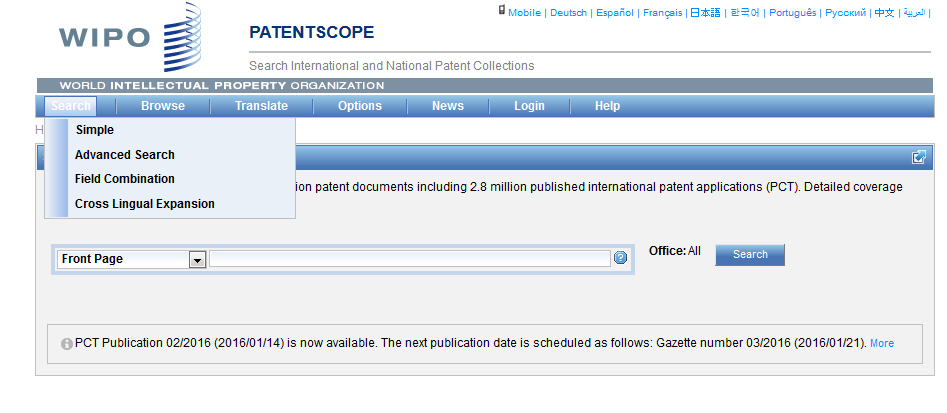 WIPO
Mobile | Deutsch | Español | Français | 日本語 | 한국어 | Português | Русский | 中文 | العربية |
PATENTSCOPE
Search International and National Patent Collections
WORLD INTELLECTUAL PROPERTY ORGANIZATION
Search Browse Translate Options News Login Help
H
Simple
Advanced Search
Field Combination
Cross Lingual Expansion
ion patent documents including 2.8 million published international patent applications (PCT). Detailed coverage
Front Page ? Office: All Search
PCT Publication 02/2016 (2016/01/14) is now available. The next publication date is scheduled as follows: Gazette number 03/2016 (2016/01/21). More